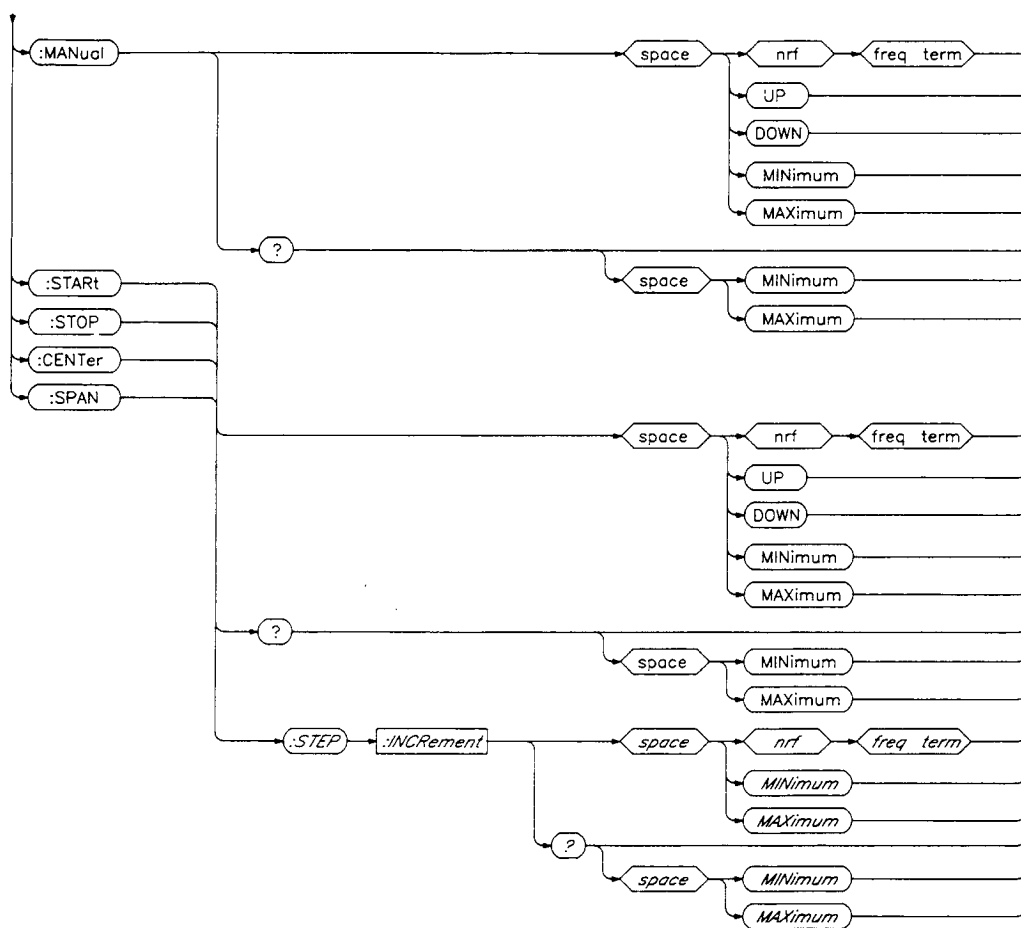 :MANual space nrf freq term
UP
DOWN
MINimum
MAXimum
?
space MINimum
MAXimum
:STARt
:STOP
:CENTer
:SPAN
space nrf freq term
UP
DOWN
MINimum
MAXimum
?
space MINimum
MAXimum
:STEP :INCRement space nrf freq term
MINimum
MAXimum
?
space MINimum
MAXimum